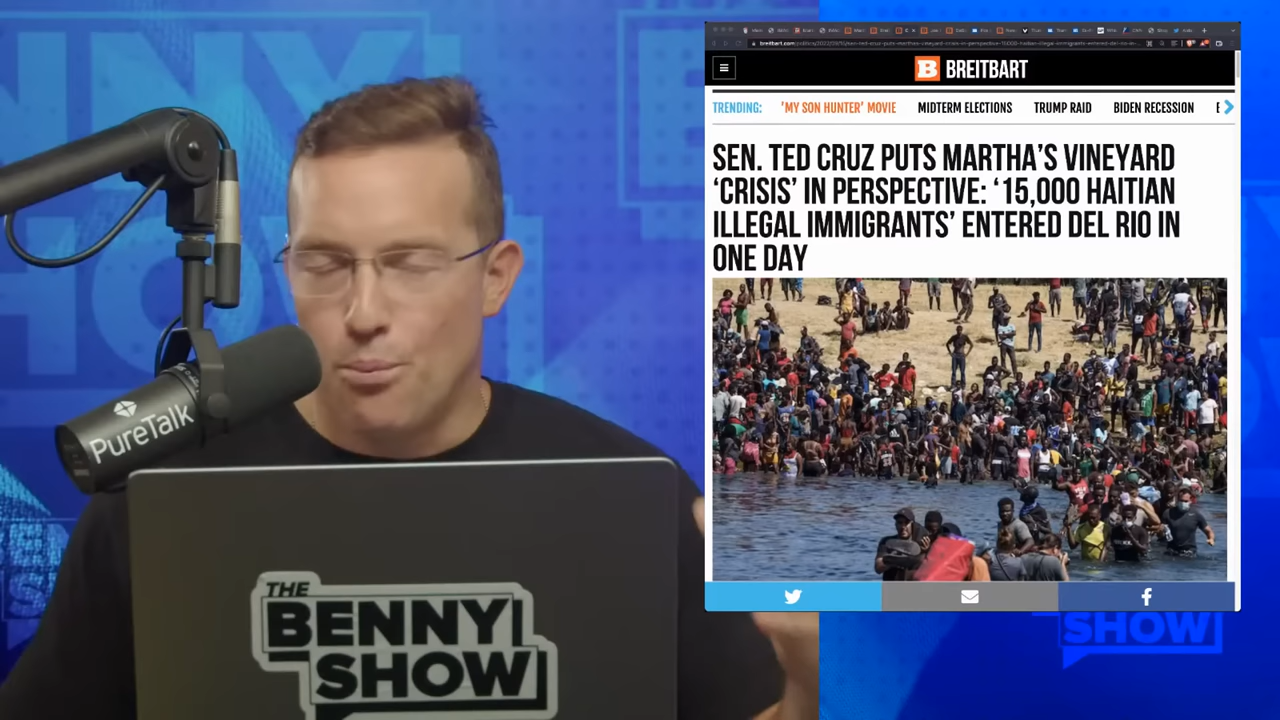 BREITBART
TRENDING:
'MY SON HUNTER' MOVIE
MIDTERM ELECTIONS
TRUMP RAID
BIDEN RECESSION
SEN. TED CRUZ PUTS MARTHA'S VINEYARD
‘CRISIS’ IN PERSPECTIVE: ‘15,000 HAITIAN
ILLEGAL IMMIGRANTS’ ENTERED DEL RIO IN
ONE DAY
PureTalk
THE
BENNY
SHOW
SHOW